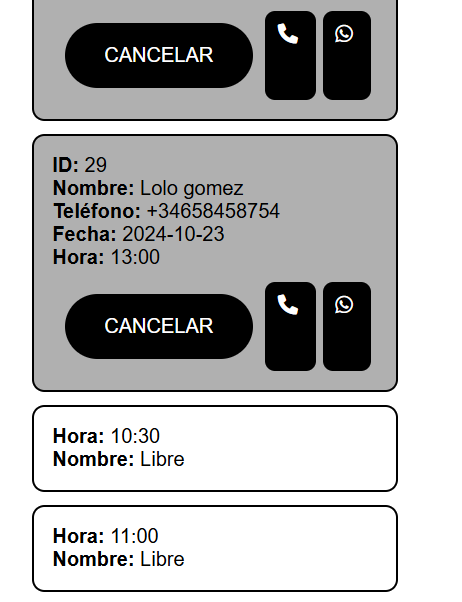 CANCELAR
ID: 29
Nombre: Lolo gomez
Teléfono: +34658458754
Fecha: 2024-10-23
Hora: 13:00
CANCELAR
Hora: 10:30
Nombre: Libre
Hora: 11:00
Nombre: Libre